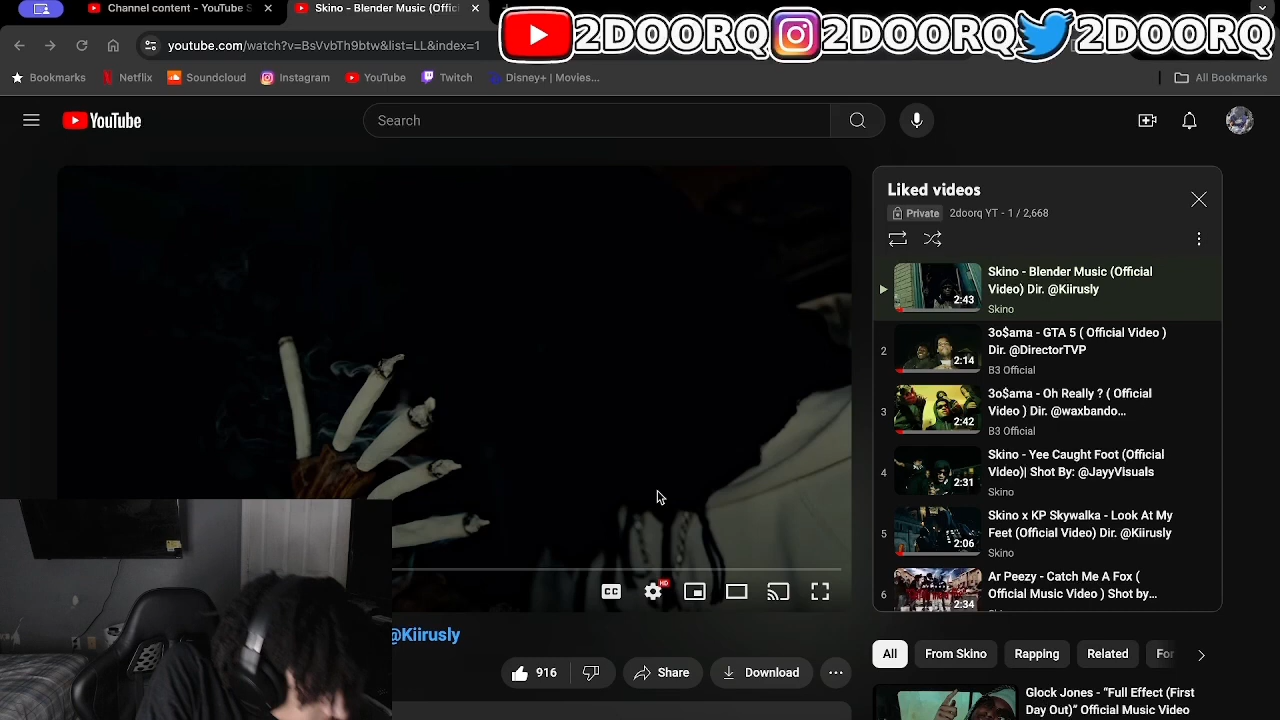 Channel content - YouTube S
Skino - Blender Music (Offici
2DOORQ 2DOORQ 2DOORQ
youtube.com/watch?v=BsVvbTh9btw&list=LL&index=1
Bookmarks Netflix Soundcloud Instagram YouTube Twitch Disney+ | Movies... All Bookmarks
YouTube
Search
Liked videos
Private 2doorq YT - 1 / 2,668
Skino - Blender Music (Official
Video) Dir. @Kiirusly
2:43
Skino
3o$ama - GTA 5 ( Official Video )
2 Dir. @DirectorTVP
2:14
B3 Official
3o$ama - Oh Really ? ( Official
3 Video ) Dir. @waxbando...
2:42
B3 Official
Skino - Yee Caught Foot (Official
4 Video)| Shot By: @JayyVisuals
2:31
Skino
Skino x KP Skywalka - Look At My
5 Feet (Official Video) Dir. @Kiirusly
2:06
Skino
Ar Peezy - Catch Me A Fox (
6 Official Music Video ) Shot by...
2:34
CC HD
@Kiirusly
916 Share Download
All From Skino Rapping Related For
Glock Jones - “Full Effect (First
Day Out)” Official Music Video